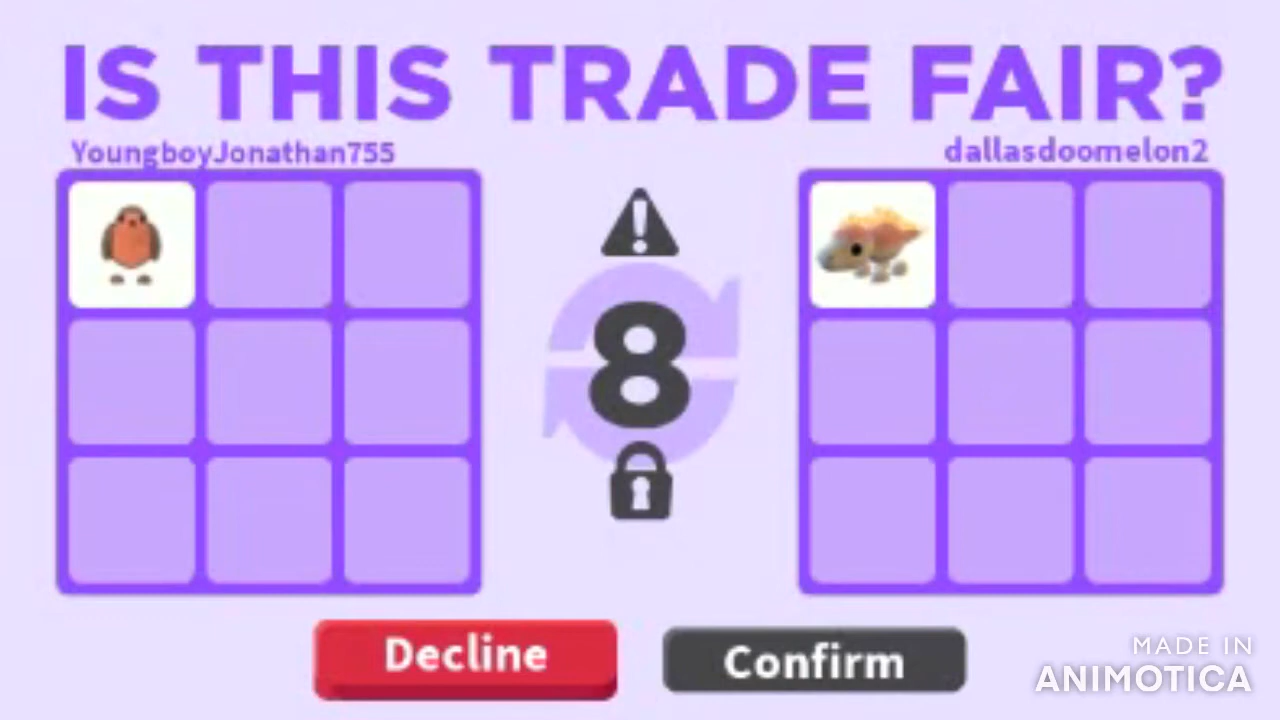 IS THIS TRADE FAIR?
YoungboyJonathan755
dallasdoomelon2
8
Decline
Confirm
MADE IN
ANIMOTICA